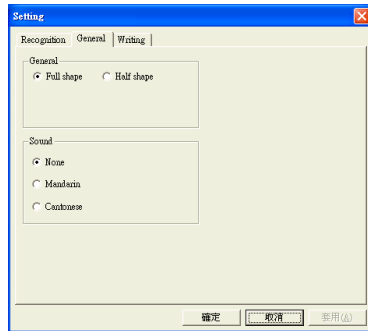 Setting
Recognition General Writing
General
Full shape Half shape
Sound
None
Mandarin
Cantonese
確定 取消 套用(A)